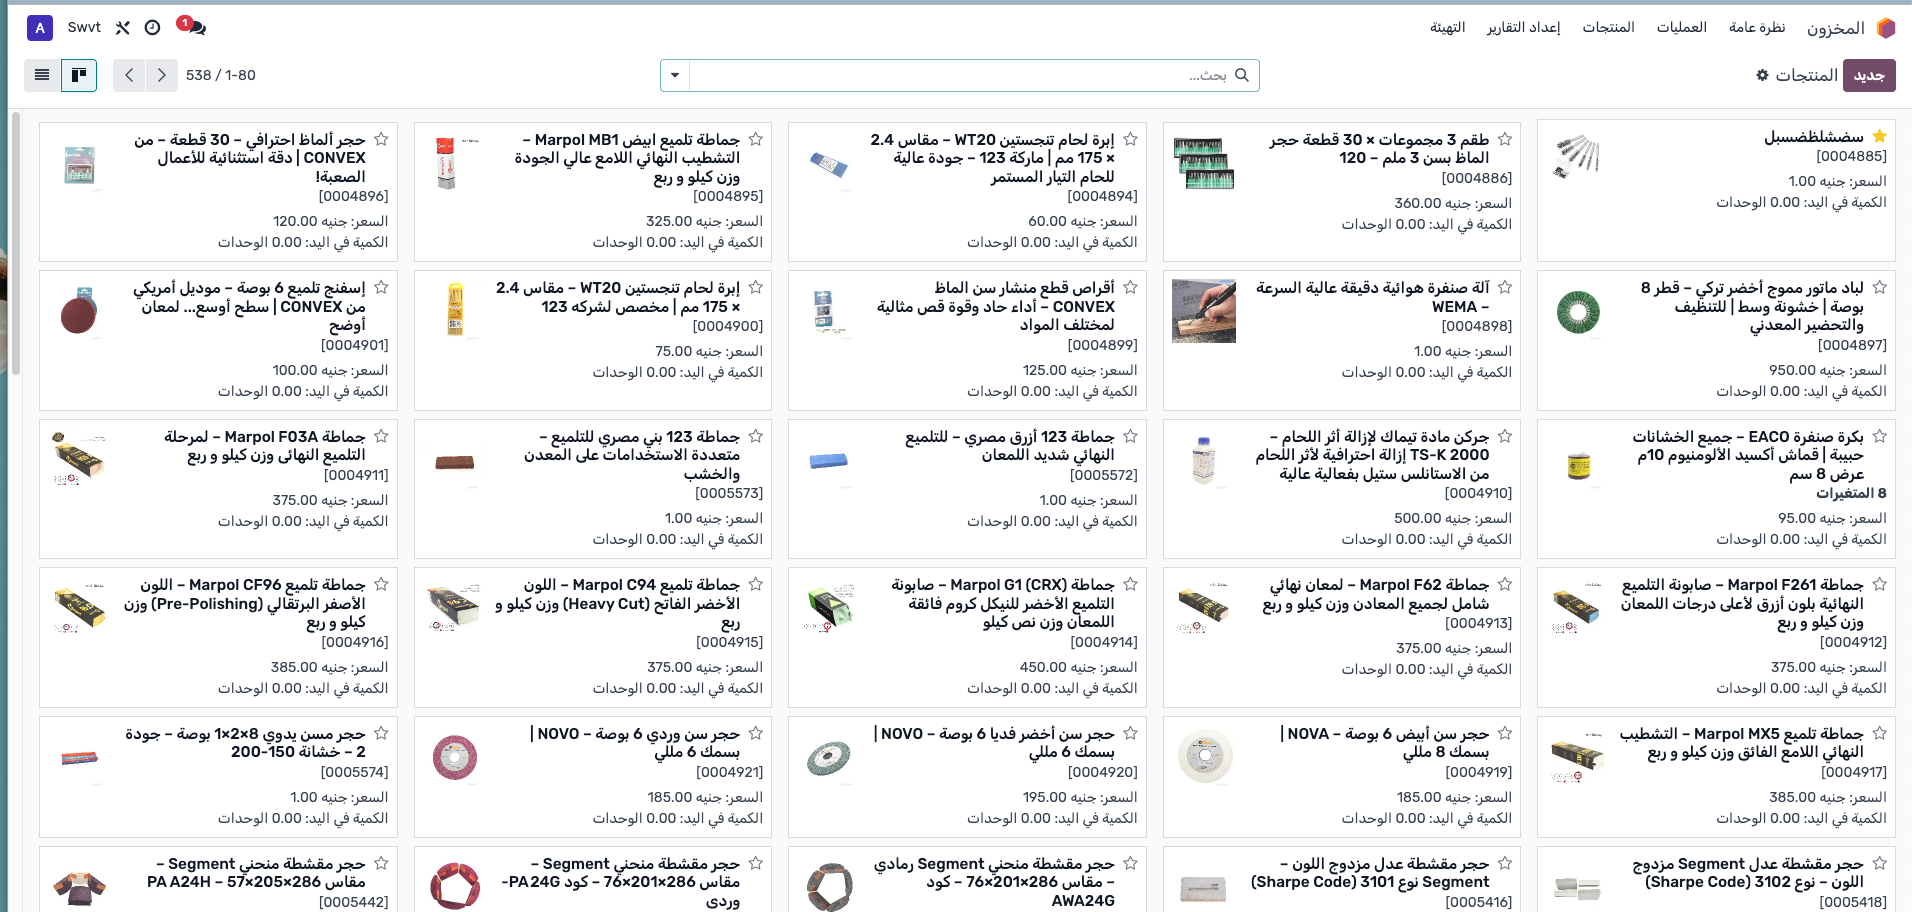 المخزون
نظرة عامة
العمليات
المنتجات
إعداد التقارير
التهيئة
1
Swvt
A
جديد
المنتجات
بحث...
1-80 / 538
سضشلظضسبل
[0004885]
السعر: جنيه 1.00
الكمية في اليد: 0.00 الوحدات
طقم 3 مجموعات × 30 قطعة حجر
الماظ بسن 3 ملم – 120
[0004886]
السعر: جنيه 360.00
الكمية في اليد: 0.00 الوحدات
إبرة لحام تنجستين WT20 – مقاس 2.4
× 175 مم | ماركة 123 – جودة عالية
للحام التيار المستمر
[0004894]
السعر: جنيه 60.00
الكمية في اليد: 0.00 الوحدات
جماطة تلميع ابيض Marpol MB1 –
التشطيب النهائي اللامع عالي الجودة
وزن كيلو و ربع
[0004895]
السعر: جنيه 325.00
الكمية في اليد: 0.00 الوحدات
حجر ألماظ احترافي – 30 قطعة – من
CONVEX | دقة استثنائية للأعمال
الصعبة!
[0004896]
السعر: جنيه 120.00
الكمية في اليد: 0.00 الوحدات
لباد ماتور مموج أخضر تركي – قطر 8
بوصة | خشونة وسط | للتنظيف
والتحضير المعدني
[0004897]
السعر: جنيه 950.00
الكمية في اليد: 0.00 الوحدات
آلة صنفرة هوائية دقيقة عالية السرعة
– WEMA
[0004898]
السعر: جنيه 1.00
الكمية في اليد: 0.00 الوحدات
أقراص قطع منشار سن الماظ
CONVEX – أداء حاد وقوة قص مثالية
لمختلف المواد
[0004899]
السعر: جنيه 125.00
الكمية في اليد: 0.00 الوحدات
إبرة لحام تنجستين WT20 – مقاس 2.4
× 175 مم | مخصص لشركه 123
[0004900]
السعر: جنيه 75.00
الكمية في اليد: 0.00 الوحدات
إسفنج تلميع 6 بوصة – موديل أمريكي
من CONVEX | سطح أوسع... لمعان
أوضح
[0004901]
السعر: جنيه 100.00
الكمية في اليد: 0.00 الوحدات
بكرة صنفرة EACO – جميع الخشانات
حبيبة | قماش أكسيد الألومنيوم 10م
عرض 8 سم
8 المتغيرات
السعر: جنيه 95.00
الكمية في اليد: 0.00 الوحدات
جركن مادة تيماك لإزالة أثر اللحام –
TS-K 2000 إزالة احترافية لأثر اللحام
من الاستانلس ستيل بفعالية عالية
[0004910]
السعر: جنيه 500.00
الكمية في اليد: 0.00 الوحدات
جماطة 123 أزرق مصري – للتلميع
النهائي شديد اللمعان
[0005572]
السعر: جنيه 1.00
الكمية في اليد: 0.00 الوحدات
جماطة 123 بني مصري للتلميع –
متعددة الاستخدامات على المعدن
والخشب
[0005573]
السعر: جنيه 1.00
الكمية في اليد: 0.00 الوحدات
جماطة Marpol F03A – لمرحلة
التلميع النهائى وزن كيلو و ربع
[0004911]
السعر: جنيه 375.00
الكمية في اليد: 0.00 الوحدات
جماطة Marpol F261 – صابونة التلميع
النهائية بلون أزرق لأعلى درجات اللمعان
وزن كيلو و ربع
[0004912]
السعر: جنيه 375.00
الكمية في اليد: 0.00 الوحدات
جماطة Marpol F62 – لمعان نهائي
شامل لجميع المعادن وزن كيلو و ربع
[0004913]
السعر: جنيه 375.00
الكمية في اليد: 0.00 الوحدات
جماطة Marpol G1 (CRX) – صابونة
التلميع الأخضر للنيكل كروم فائقة
اللمعان وزن نص كيلو
[0004914]
السعر: جنيه 450.00
الكمية في اليد: 0.00 الوحدات
جماطة تلميع Marpol C94 – اللون
الأخضر الفاتح (Heavy Cut) وزن كيلو و
ربع
[0004915]
السعر: جنيه 375.00
الكمية في اليد: 0.00 الوحدات
جماطة تلميع Marpol CF96 – اللون
الأصفر البرتقالي (Pre-Polishing) وزن
كيلو و ربع
[0004916]
السعر: جنيه 385.00
الكمية في اليد: 0.00 الوحدات
جماطة تلميع Marpol MX5 – التشطيب
النهائي اللامع الفائق وزن كيلو و ربع
[0004917]
السعر: جنيه 385.00
الكمية في اليد: 0.00 الوحدات
حجر سن أبيض 6 بوصة – NOVA |
بسمك 8 مللي
[0004919]
السعر: جنيه 185.00
الكمية في اليد: 0.00 الوحدات
حجر سن أخضر فديا 6 بوصة – NOVO |
بسمك 6 مللي
[0004920]
السعر: جنيه 195.00
الكمية في اليد: 0.00 الوحدات
حجر سن وردي 6 بوصة – NOVO |
بسمك 6 مللي
[0004921]
السعر: جنيه 185.00
الكمية في اليد: 0.00 الوحدات
حجر مسن يدوي 8×2×1 بوصة – جودة
2 – خشانة 150-200
[0005574]
السعر: جنيه 1.00
الكمية في اليد: 0.00 الوحدات
حجر مقشطة عدل Segment مزدوج
اللون – نوع 3102 (Sharpe Code)
[0005418]
حجر مقشطة عدل مزدوج اللون –
Segment نوع 3101 (Sharpe Code)
[0005416]
حجر مقشطة منحني Segment رمادي
– مقاس 286×201×76 – كود
AWA24G
حجر مقشطة منحني Segment –
مقاس 286×201×76 – كود PA24G-
وردى
حجر مقشطة منحني Segment –
مقاس 286×205×57 – PA A24H
[0005442]